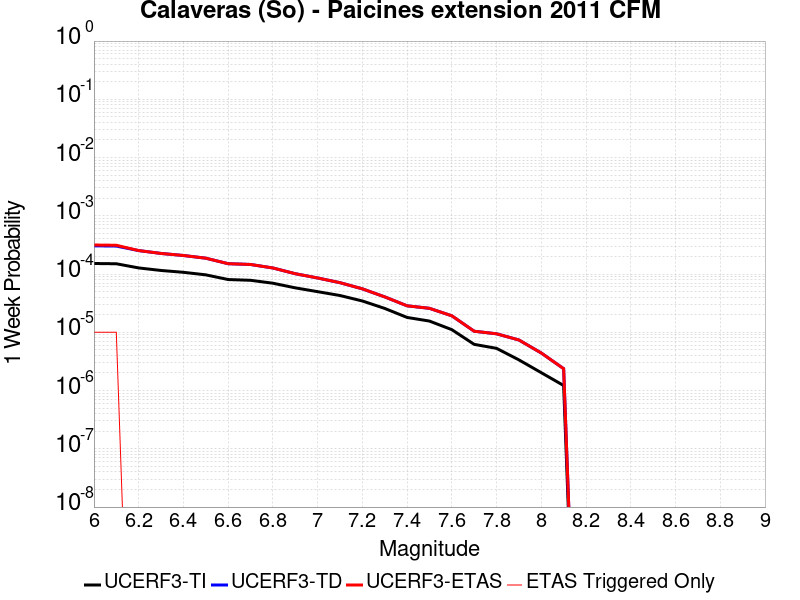 Calaveras (So) - Paicines extension 2011 CFM
10^0
10^-1
10^-2
10^-3
10^-4
10^-5
10^-6
10^-7
10^-8
1 Week Probability
6 6.2 6.4 6.6 6.8 7 7.2 7.4 7.6 7.8 8 8.2 8.4 8.6 8.8 9
Magnitude
UCERF3-TI UCERF3-TD UCERF3-ETAS ETAS Triggered Only